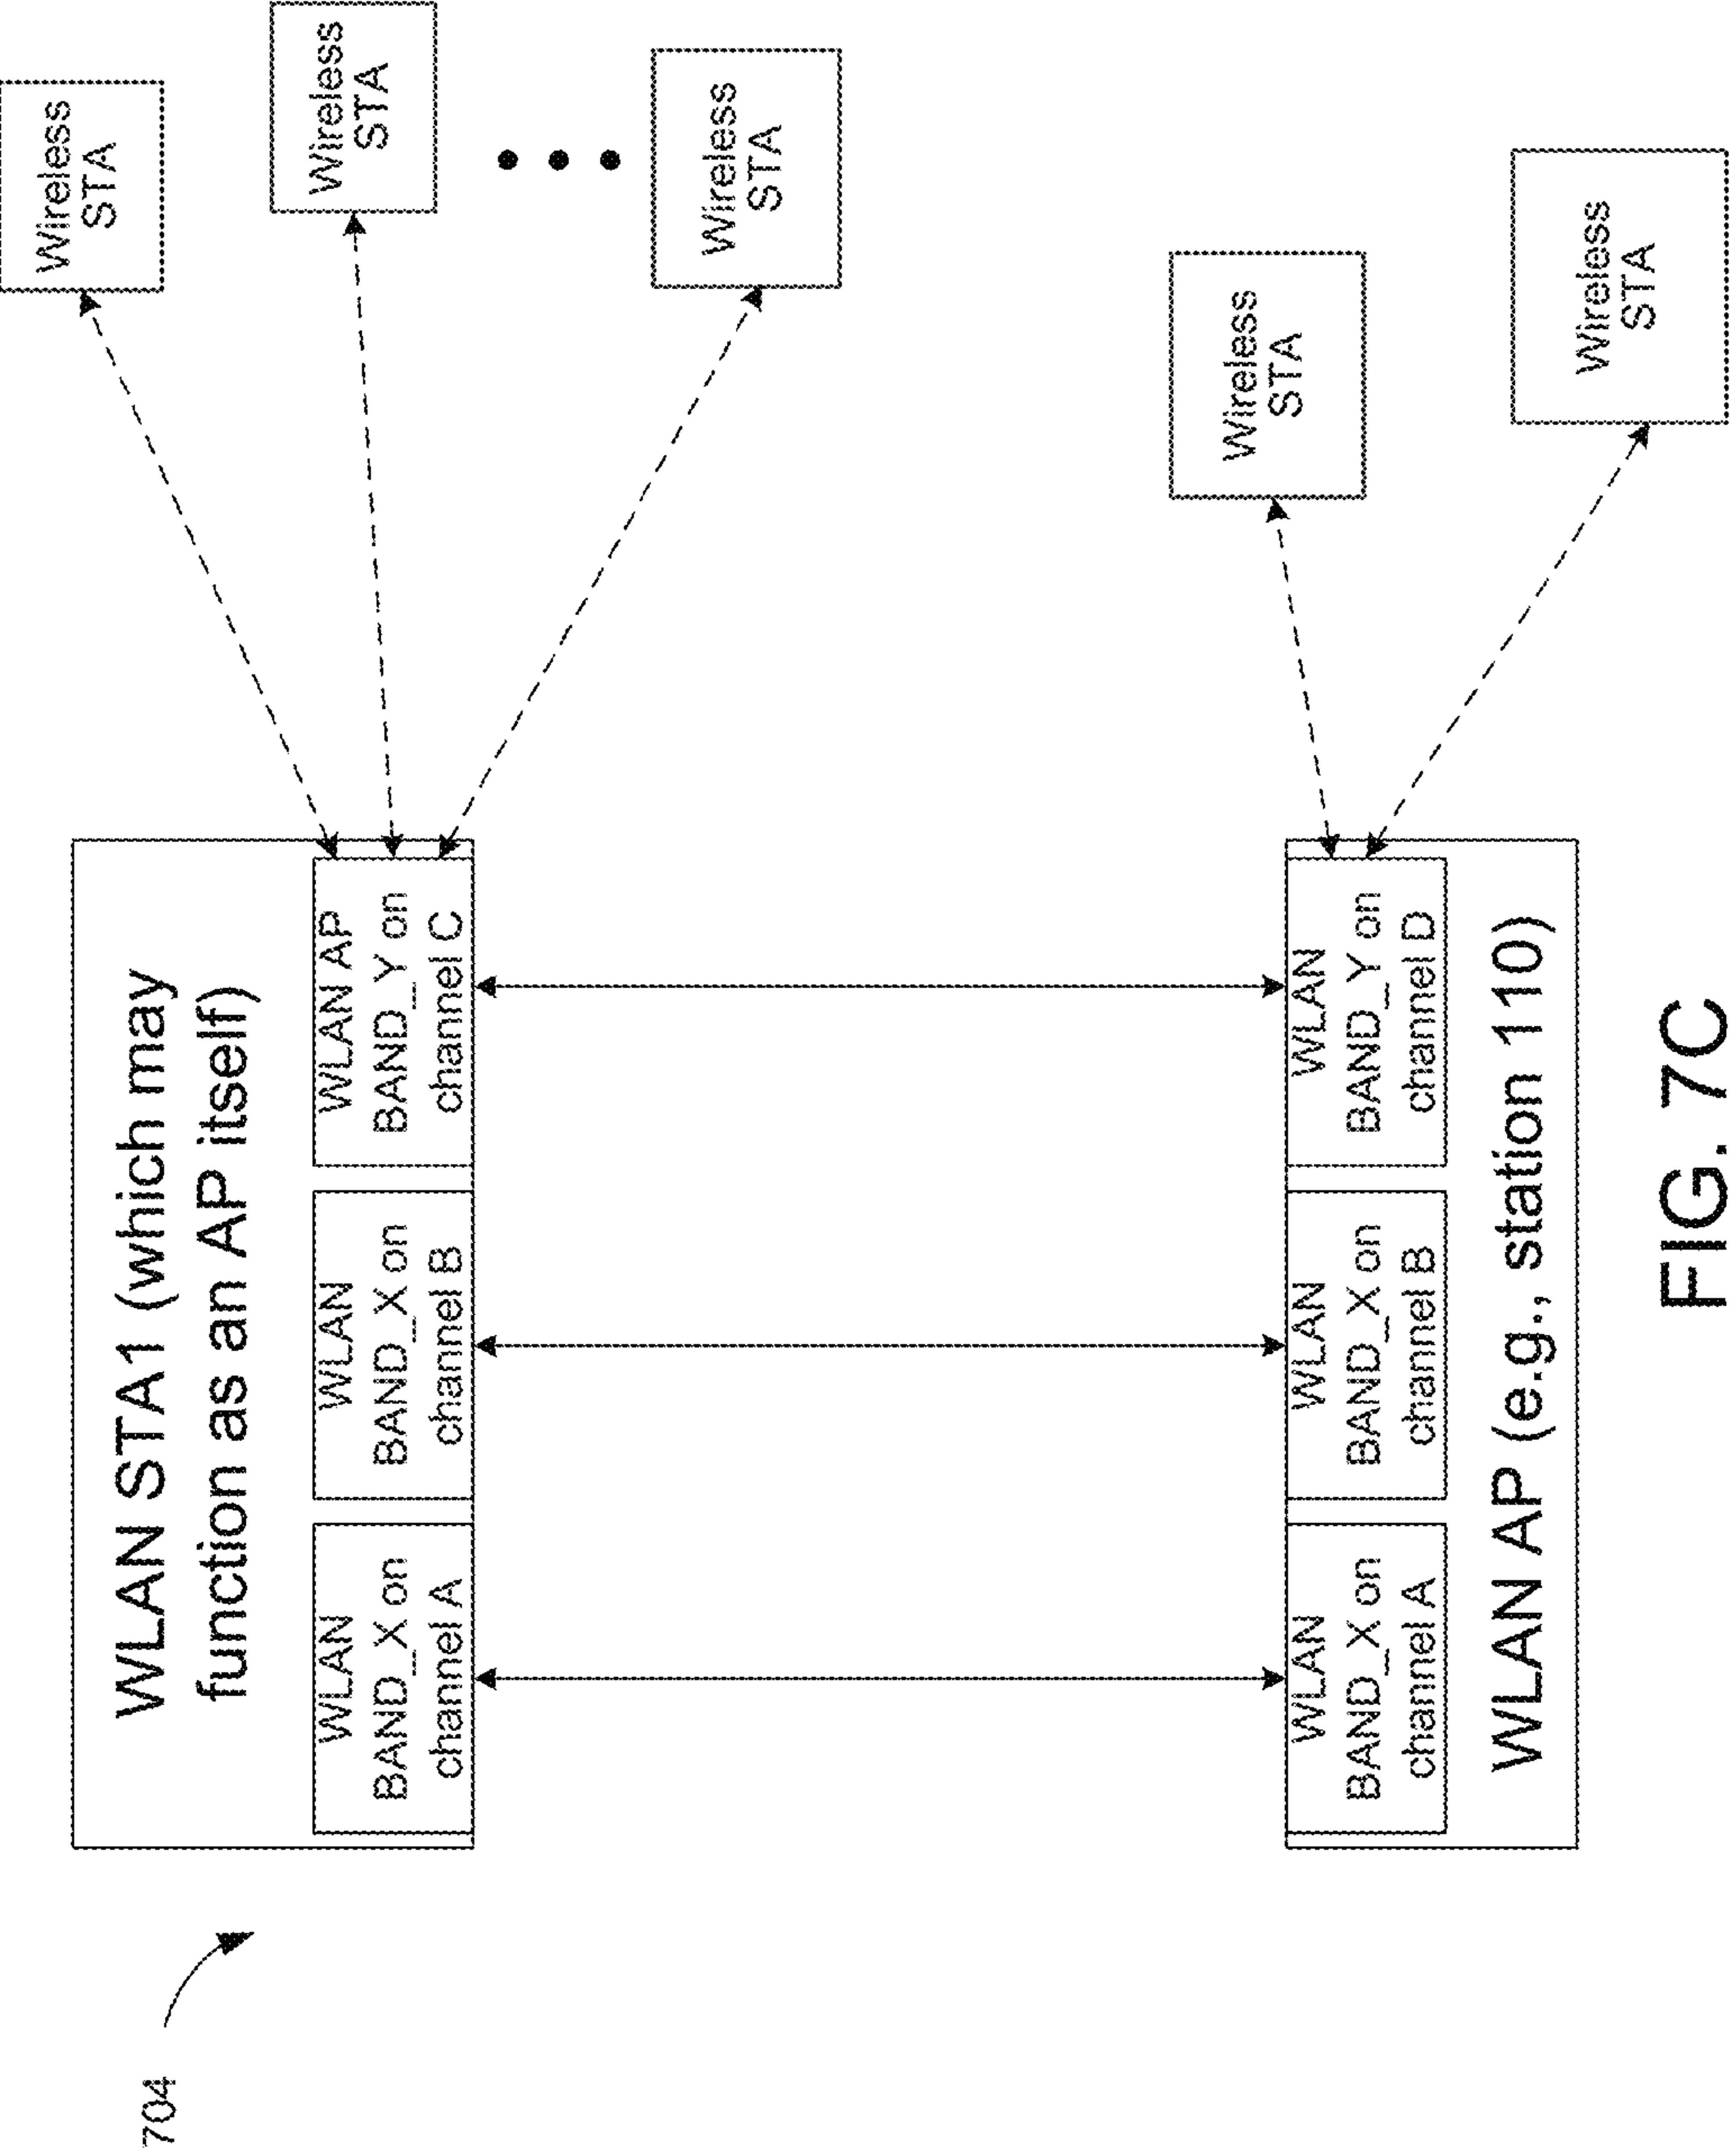 704
WLAN STA1 (which may
function as an AP itself)
WLAN
BAND_X on
channel A
WLAN
BAND_X on
channel B
WLAN AP
BAND_Y on
channel C
Wireless
STA
Wireless
STA
Wireless
STA
WLAN
BAND_X on
channel A
WLAN
BAND_X on
channel B
WLAN
BAND_Y on
channel D
WLAN AP (e.g., station 110)
Wireless
STA
Wireless
STA
FIG. 7C